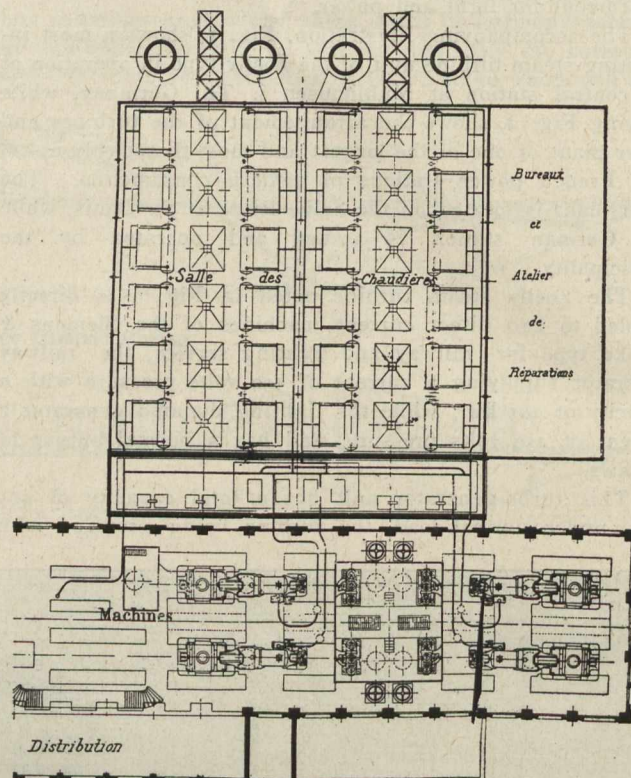 Salle des Chaudières
Bureaux
et
Atelier
de
Réparations
Machines
Distribution